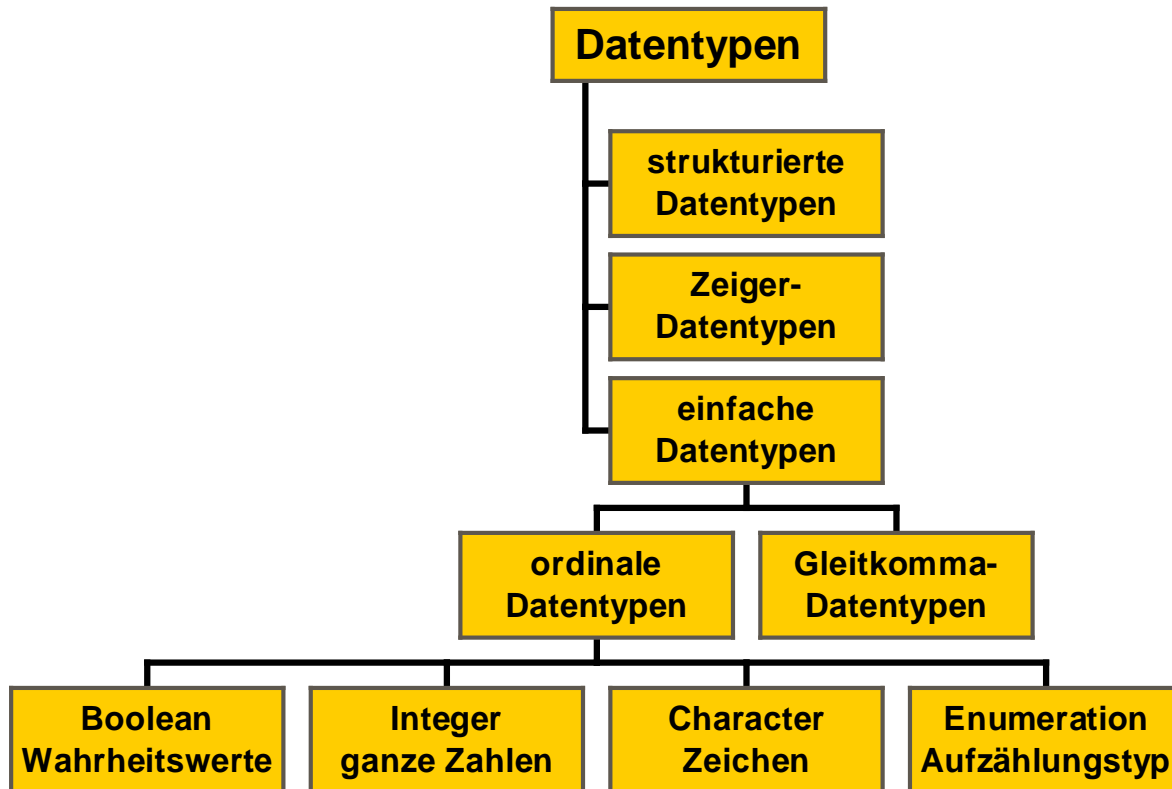 Datentypen
strukturierte
Datentypen
Zeiger-
Datentypen
einfache
Datentypen
ordinale
Datentypen
Gleitkomma-
Datentypen
Boolean
Wahrheitswerte
Integer
ganze Zahlen
Character
Zeichen
Enumeration
Aufzählungstyp